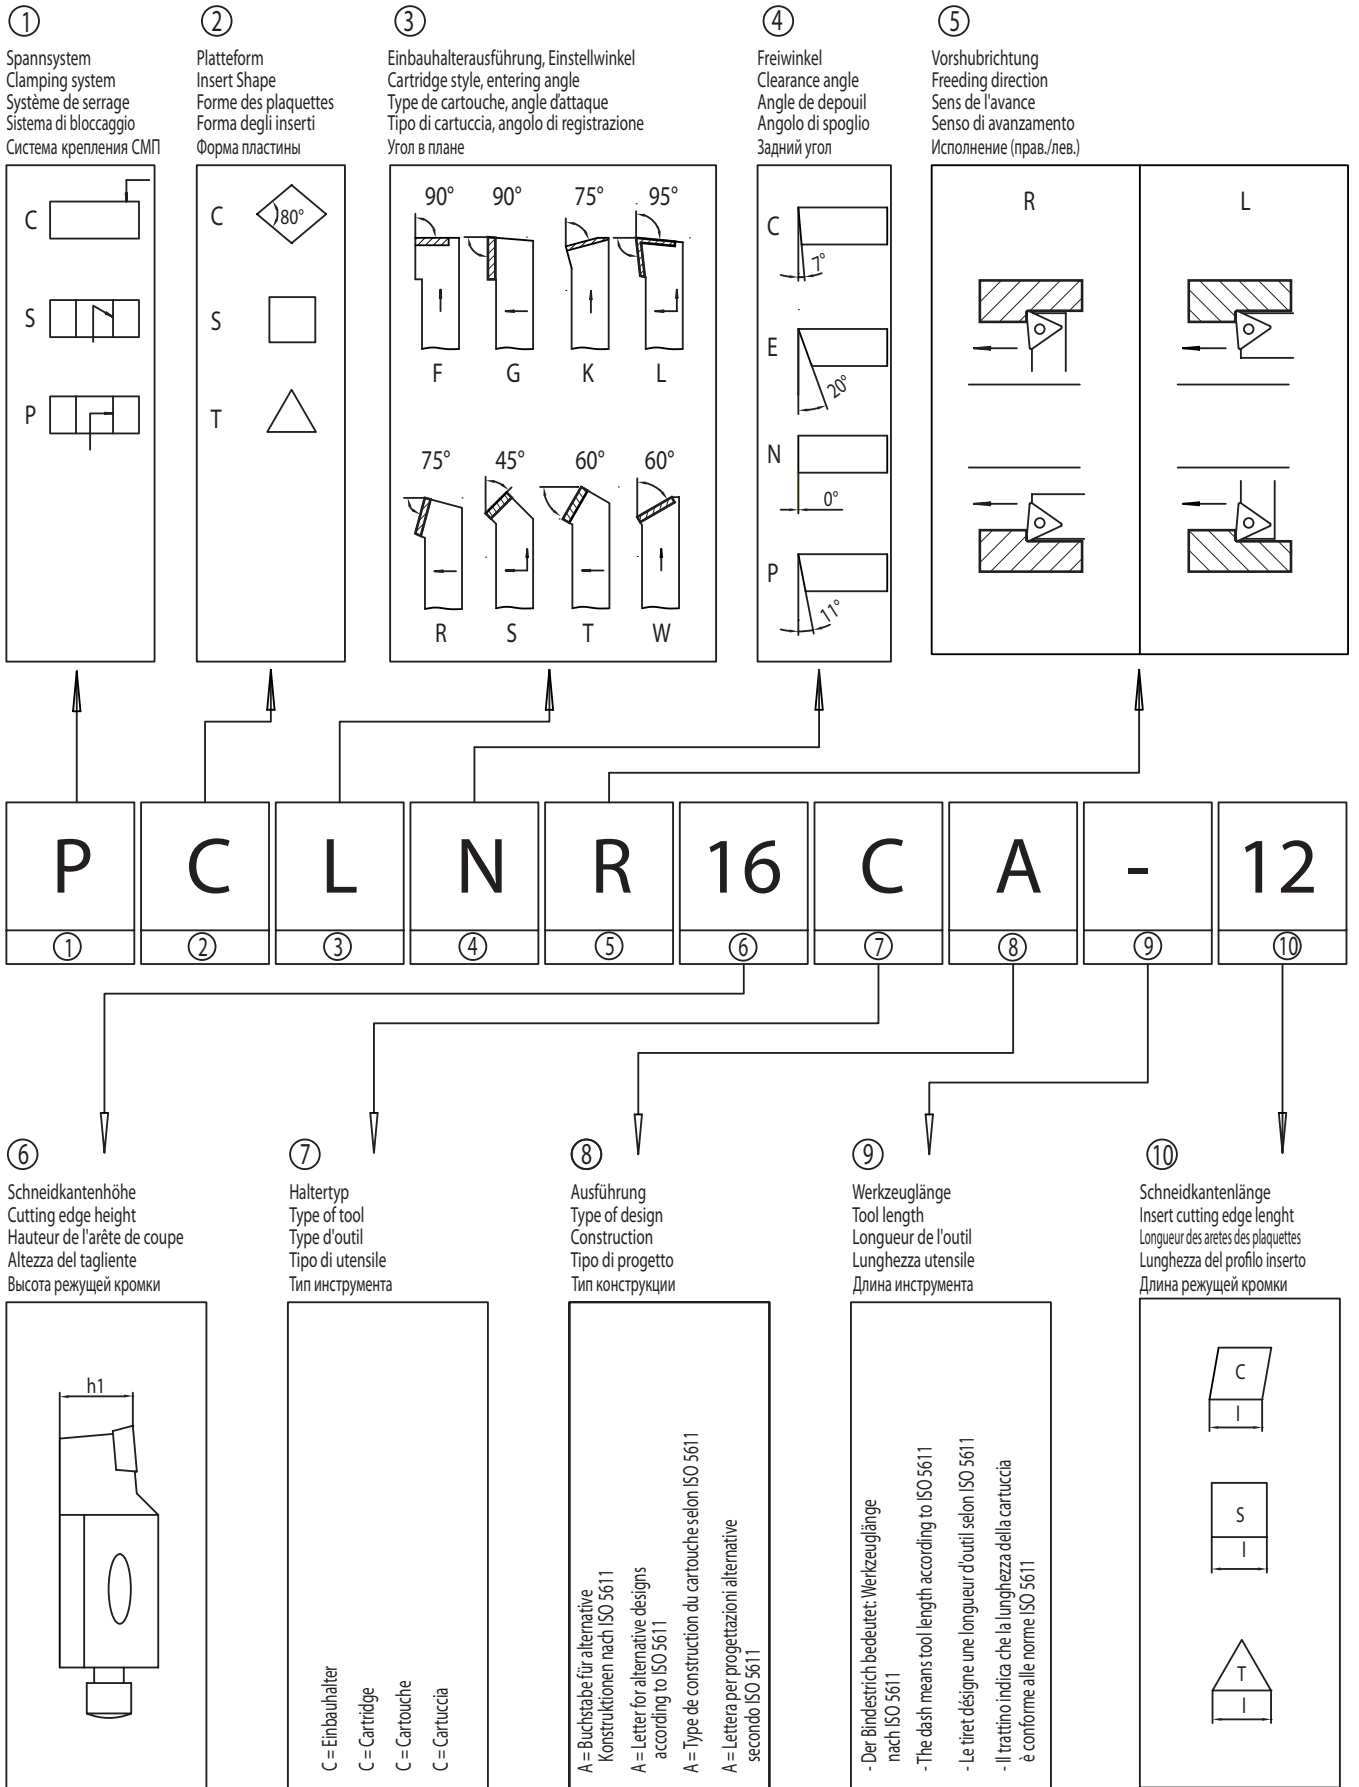 1
Spannsystem
Clamping system
Système de serrage
Sistema di bloccaggio
Система крепления СМП
C
S
P
2
Platteform
Insert Shape
Forme des plaquettes
Forma degli inserti
Форма пластины
C 80°
S
T
3
Einbauhalterausführung, Einstellwinkel
Cartridge style, entering angle
Type de cartouche, angle d'attaque
Tipo di cartuccia, angolo di registrazione
Угол в плане
90° 90° 75° 95°
F G K L
75° 45° 60° 60°
R S T W
4
Freiwinkel
Clearance angle
Angle de depouil
Angolo di spoglio
Задний угол
C
7°
E
20°
N
0°
P
11°
5
Vorshubrichtung
Freeding direction
Sens de l'avance
Senso di avanzamento
Исполнение (прав./лев.)
R L
P C L N R 16 C A - 12
1 2 3 4 5 6 7 8 9 10
6
Schneidkantenhöhe
Cutting edge height
Hauteur de l'arête de coupe
Altezza del tagliente
Высота режущей кромки
h1
7
Haltertyp
Type of tool
Type d'outil
Tipo di utensile
Тип инструмента
C = Einbauhalter
C = Cartridge
C = Cartouche
C = Cartuccia
8
Ausführung
Type of design
Construction
Tipo di progetto
Тип конструкции
A = Buchstabe für alternative
Konstruktionen nach ISO 5611
A = Letter for alternative designs
according to ISO 5611
A = Type de construction du cartouche selon ISO 5611
A = Lettera per progettazioni alternative
secondo ISO 5611
9
Werkzeuglänge
Tool length
Longueur de l'outil
Lunghezza utensile
Длина инструмента
- Der Bindestrich bedeutet: Werkzeuglänge
nach ISO 5611
- The dash means tool length according to ISO 5611
- Le tiret désigne une longueur d'outil selon ISO 5611
- Il trattino indica che la lunghezza della cartuccia
è conforme alle norme ISO 5611
10
Schneidkantenlänge
Insert cutting edge lenght
Longueur des aretes des plaquettes
Lunghezza del profilo inserto
Длина режущей кромки
C
l
S
l
T
l